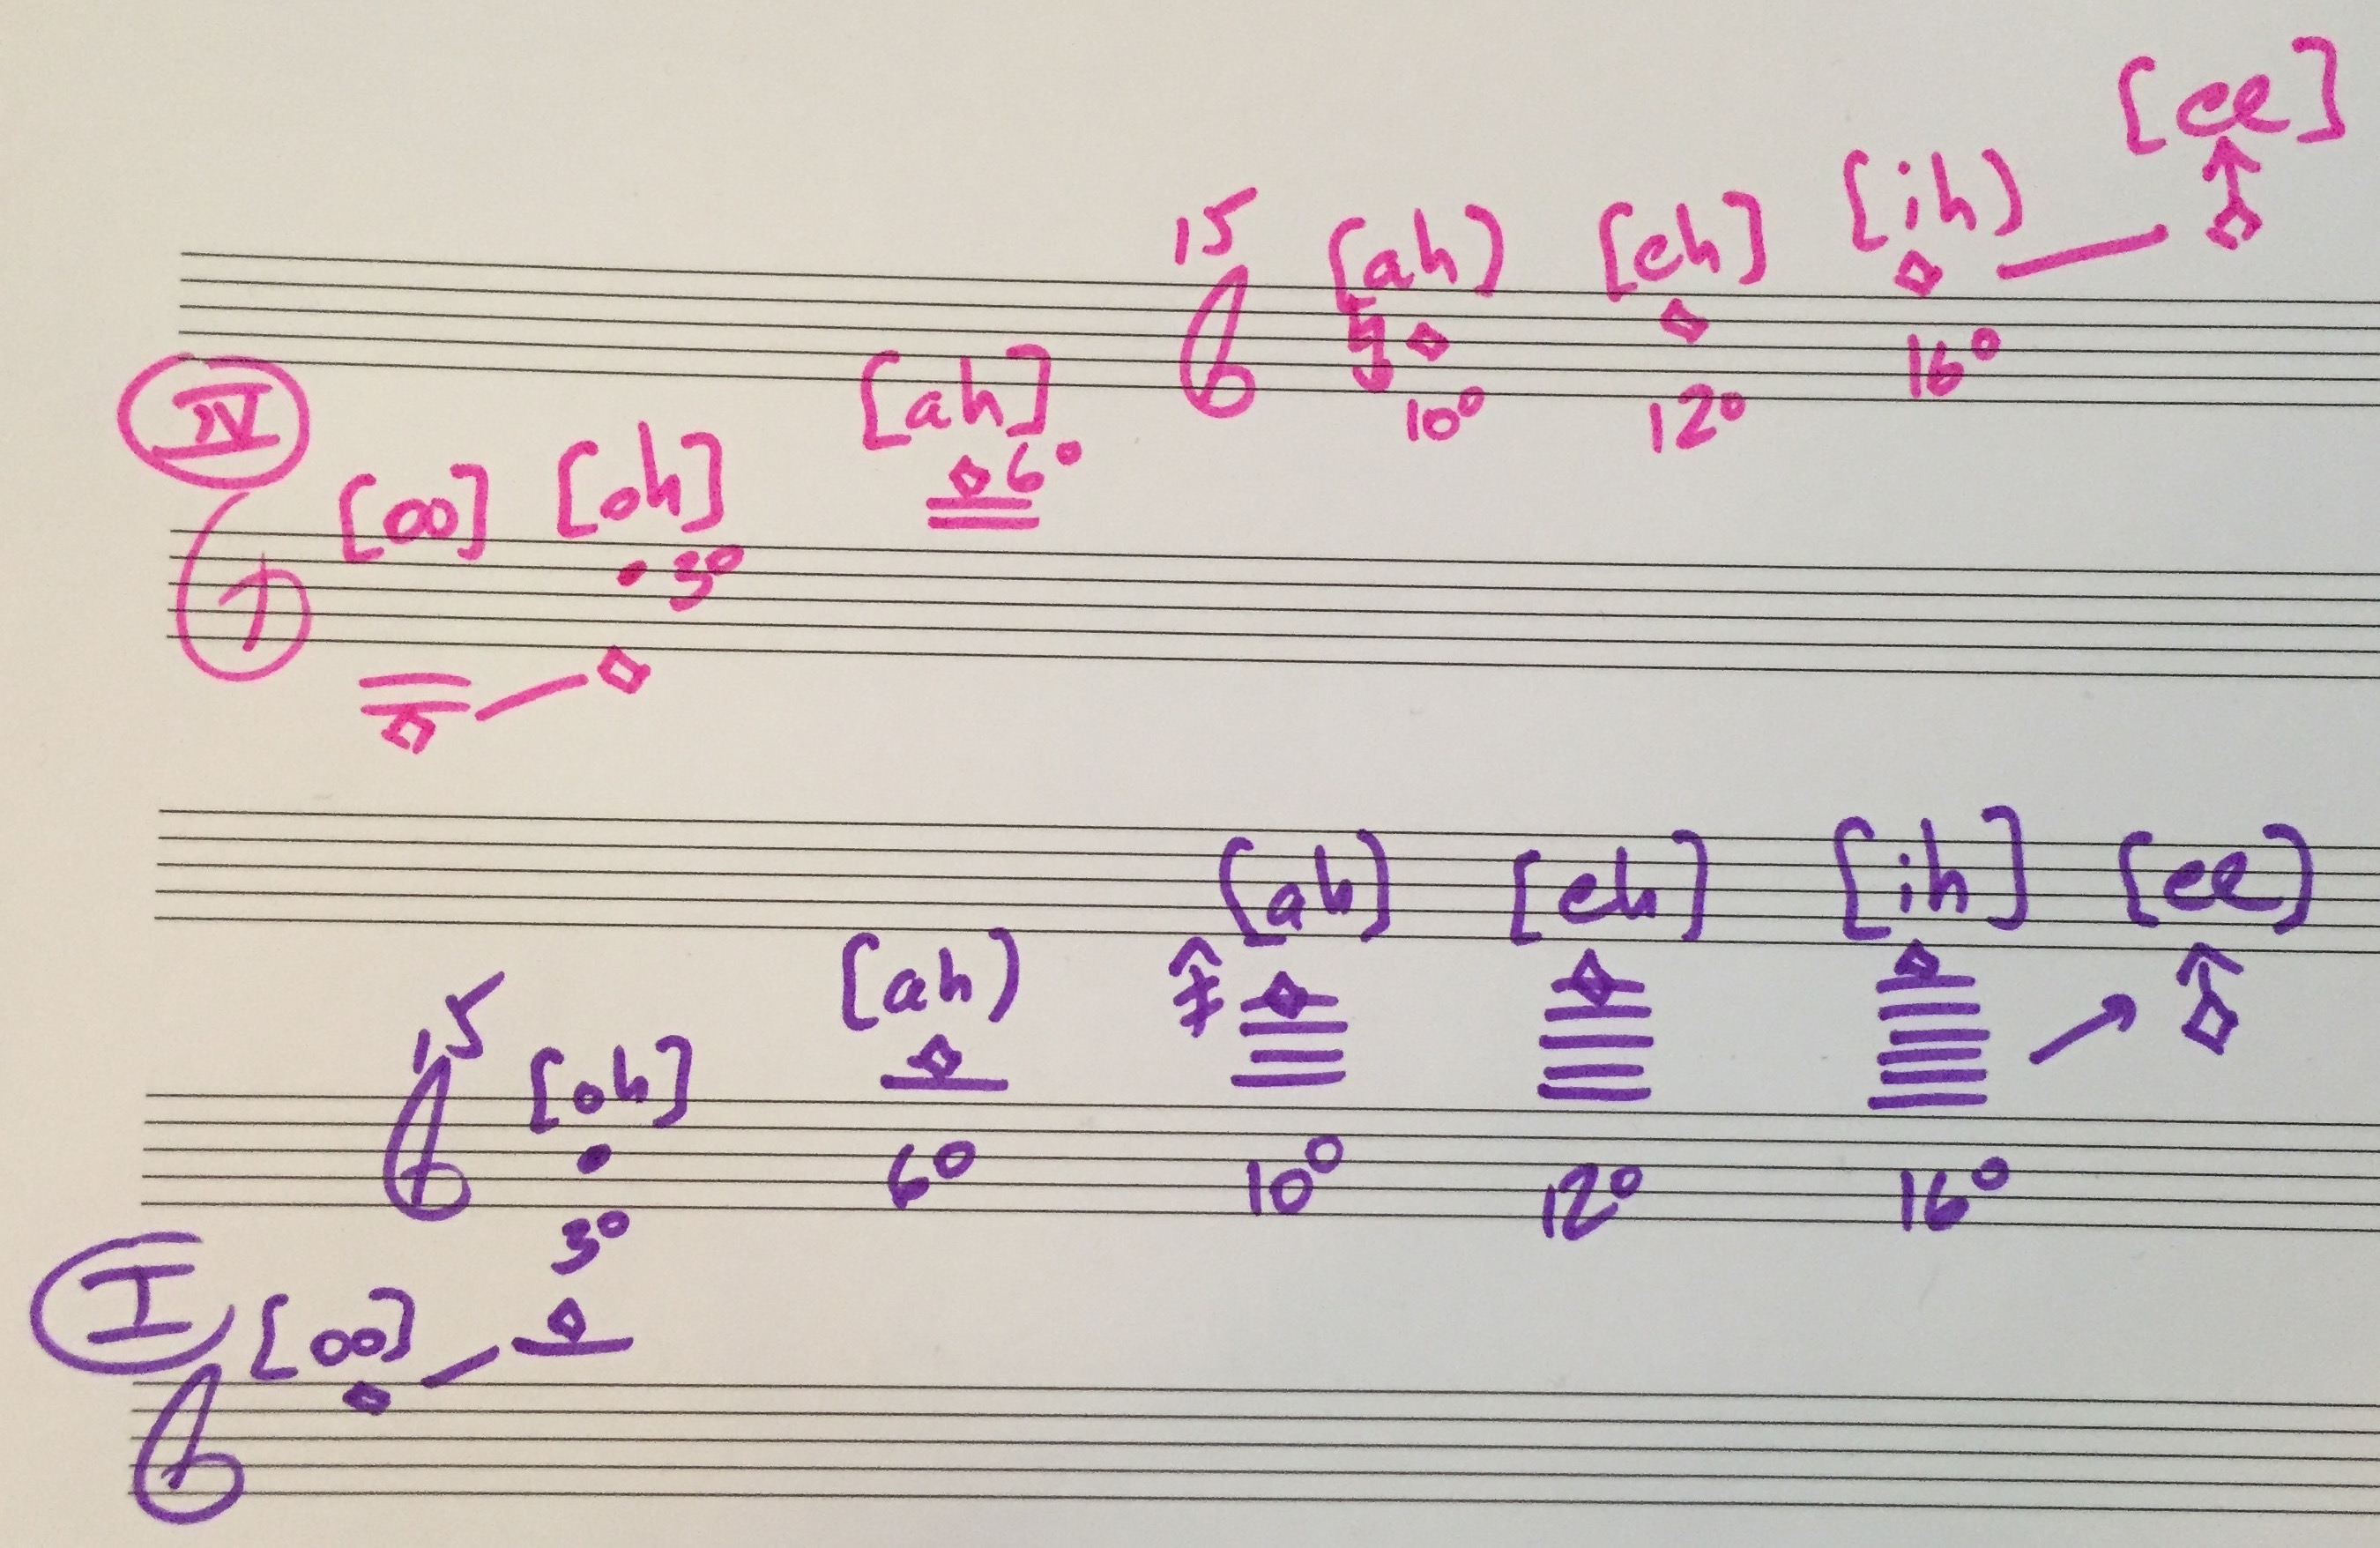 [ee]
15 [ah) [eh] [ih)
10° 12° 16°
IV [oo] [oh] [ah]
3° 6°
[ah] [eh] [ih] [ee)
15 [oh] [ah)
3° 6° 10° 12° 16°
I [oo]